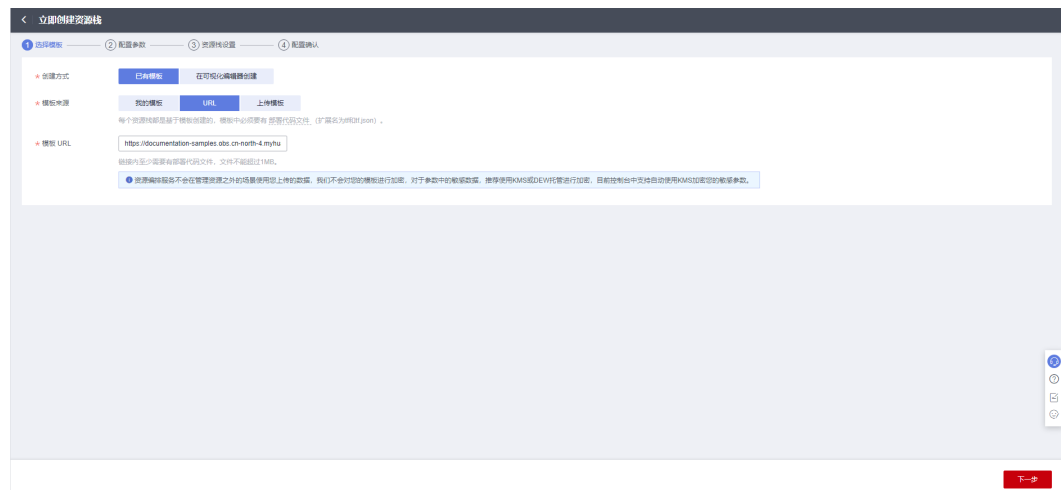 < 立即创建资源栈
1 选择模板 2 配置参数 3 资源栈设置 4 配置确认
* 创建方式 已有模板 在可视化编辑器创建
* 模板来源 我的模板 URL 上传模板
每个资源栈都是基于模板创建的，模板中必须要有 部署代码文件 （扩展名为tf和tf.json）。
* 模板 URL https://documentation-samples.obs.cn-north-4.myhu
链接内至少需要有部署代码文件，文件不能超过1MB。
资源编排服务不会在管理资源之外的场景使用您上传的数据，我们不会对您的模板进行加密，对于参数中的敏感数据，推荐使用KMS或DEW托管进行加密，目前控制台中支持自动使用KMS加密您的敏感参数。
下一步